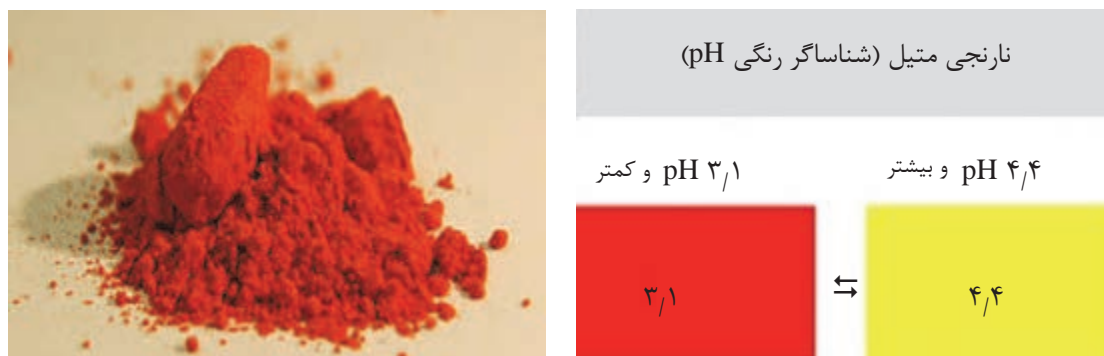 نارنجی متیل (شناساگر رنگی pH)
pH ۴٫۴ و بیشتر
pH ۳٫۱ و کمتر
۴٫۴
⇆
۳٫۱